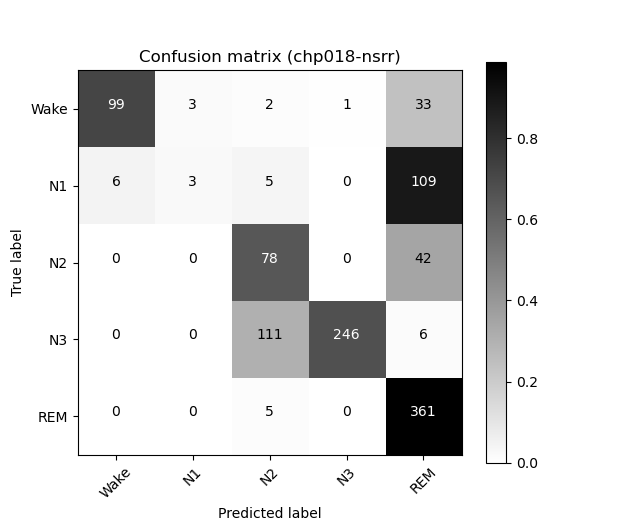 Confusion matrix (chp018-nsrr)
Wake 99 3 2 1 33
N1 6 3 5 0 109
N2 0 0 78 0 42
N3 0 0 111 246 6
REM 0 0 5 0 361
Wake N1 N2 N3 REM
True label
Predicted label
0.8
0.6
0.4
0.2
0.0